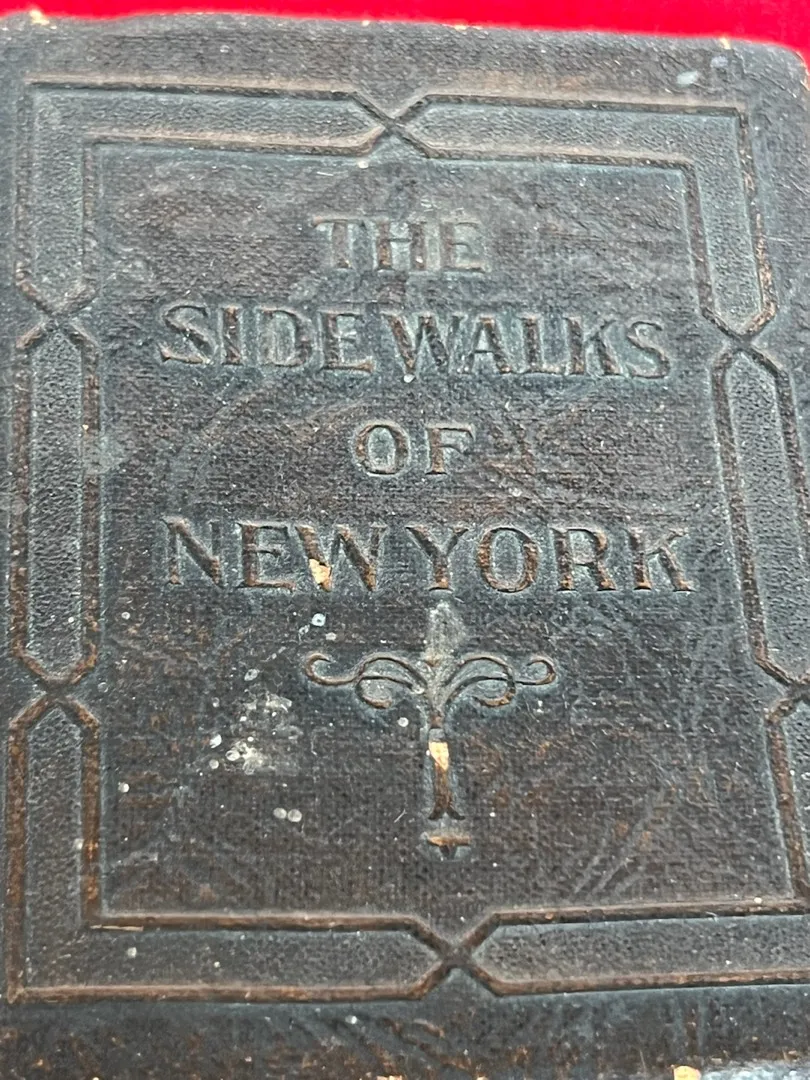 THE
SIDEWALKS
OF
NEW YORK